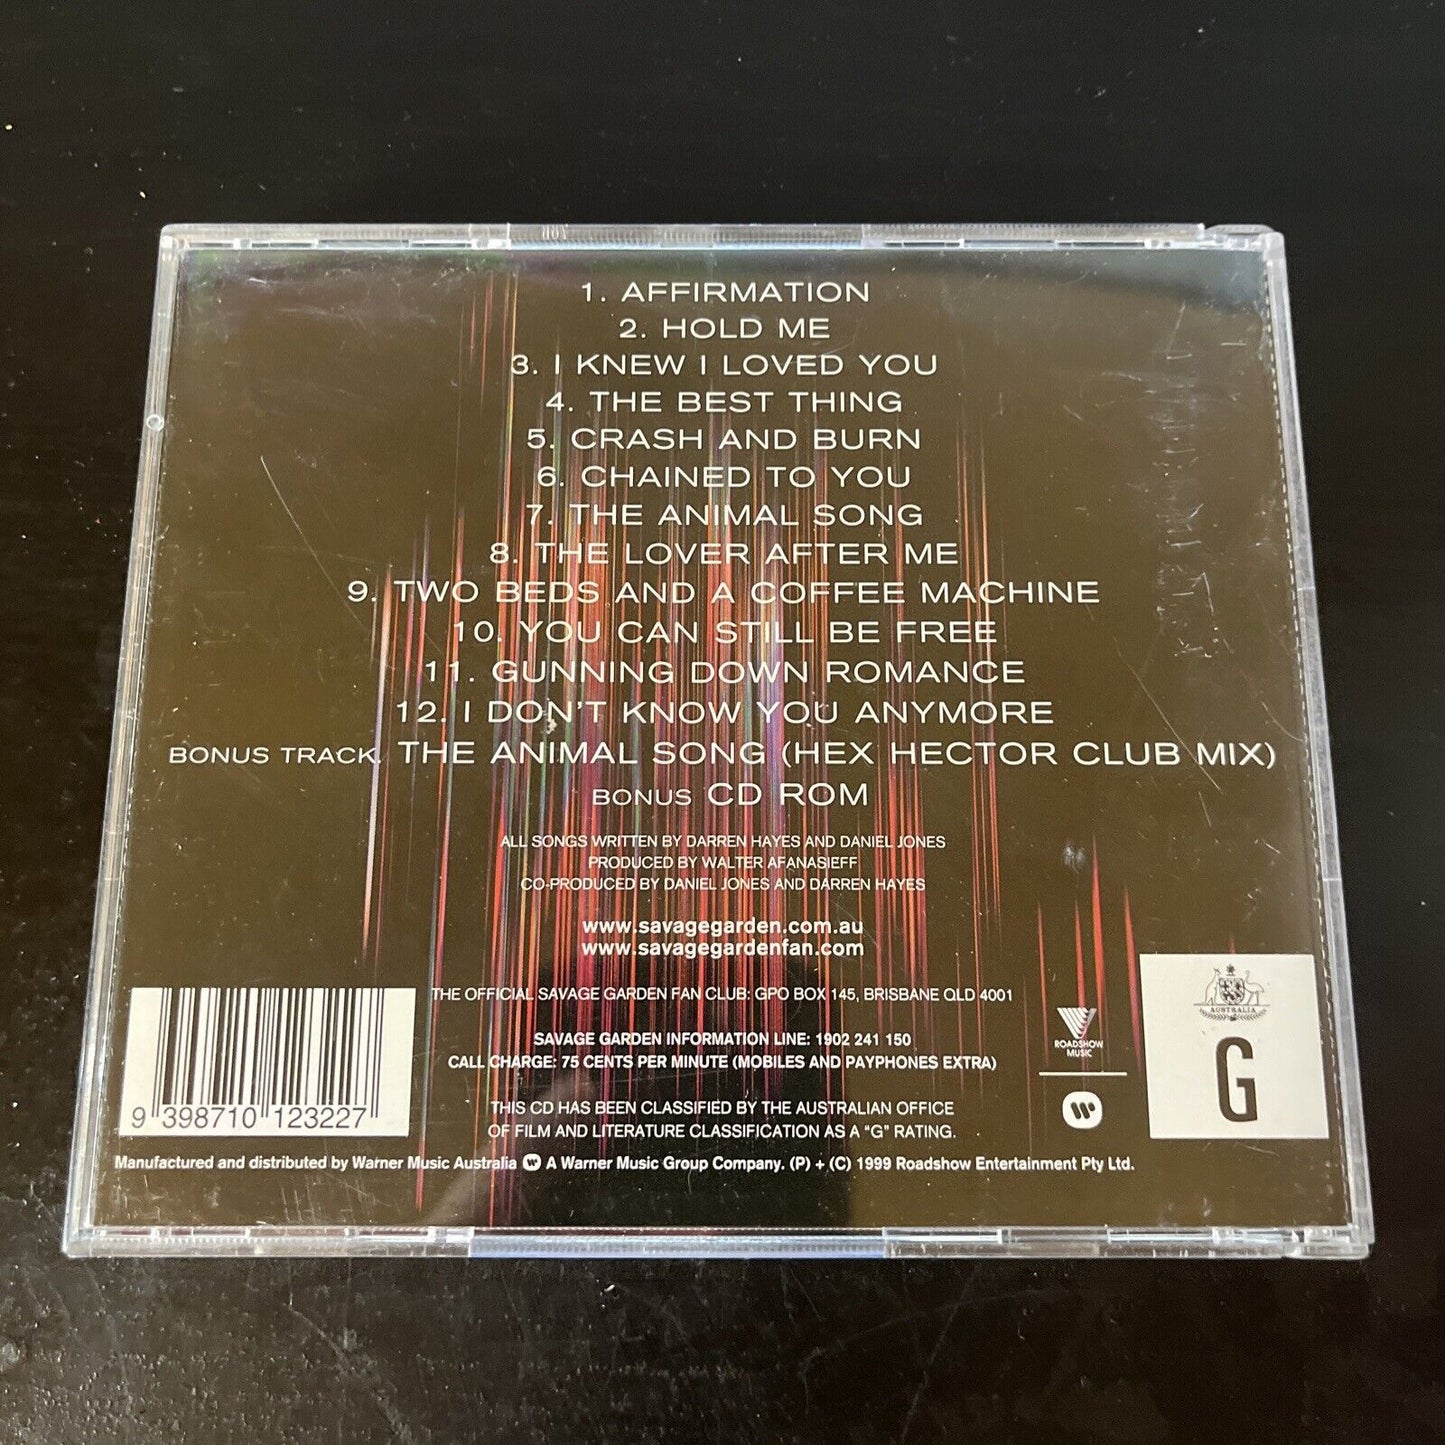 1. AFFIRMATION
2. HOLD ME
3. I KNEW I LOVED YOU
4. THE BEST THING
5. CRASH AND BURN
6. CHAINED TO YOU
7. THE ANIMAL SONG
8. THE LOVER AFTER ME
9. TWO BEDS AND A COFFEE MACHINE
10. YOU CAN STILL BE FREE
11. GUNNING DOWN ROMANCE
12. I DON'T KNOW YOU ANYMORE
BONUS TRACK. THE ANIMAL SONG (HEX HECTOR CLUB MIX)
BONUS CD ROM
ALL SONGS WRITTEN BY DARREN HAYES AND DANIEL JONES
PRODUCED BY WALTER AFANASIEFF
CO-PRODUCED BY DANIEL JONES AND DARREN HAYES
www.savagegarden.com.au
www.savagegardenfan.com
THE OFFICIAL SAVAGE GARDEN FAN CLUB: GPO BOX 145, BRISBANE QLD 4001
SAVAGE GARDEN INFORMATION LINE: 1902 241 150
CALL CHARGE: 75 CENTS PER MINUTE (MOBILES AND PAYPHONES EXTRA)
THIS CD HAS BEEN CLASSIFIED BY THE AUSTRALIAN OFFICE
OF FILM AND LITERATURE CLASSIFICATION AS A "G" RATING.
9 398710 123227
ROADSHOW
MUSIC
AUSTRALIA
G
Manufactured and distributed by Warner Music Australia A Warner Music Group Company. (P) + (C) 1999 Roadshow Entertainment Pty Ltd.